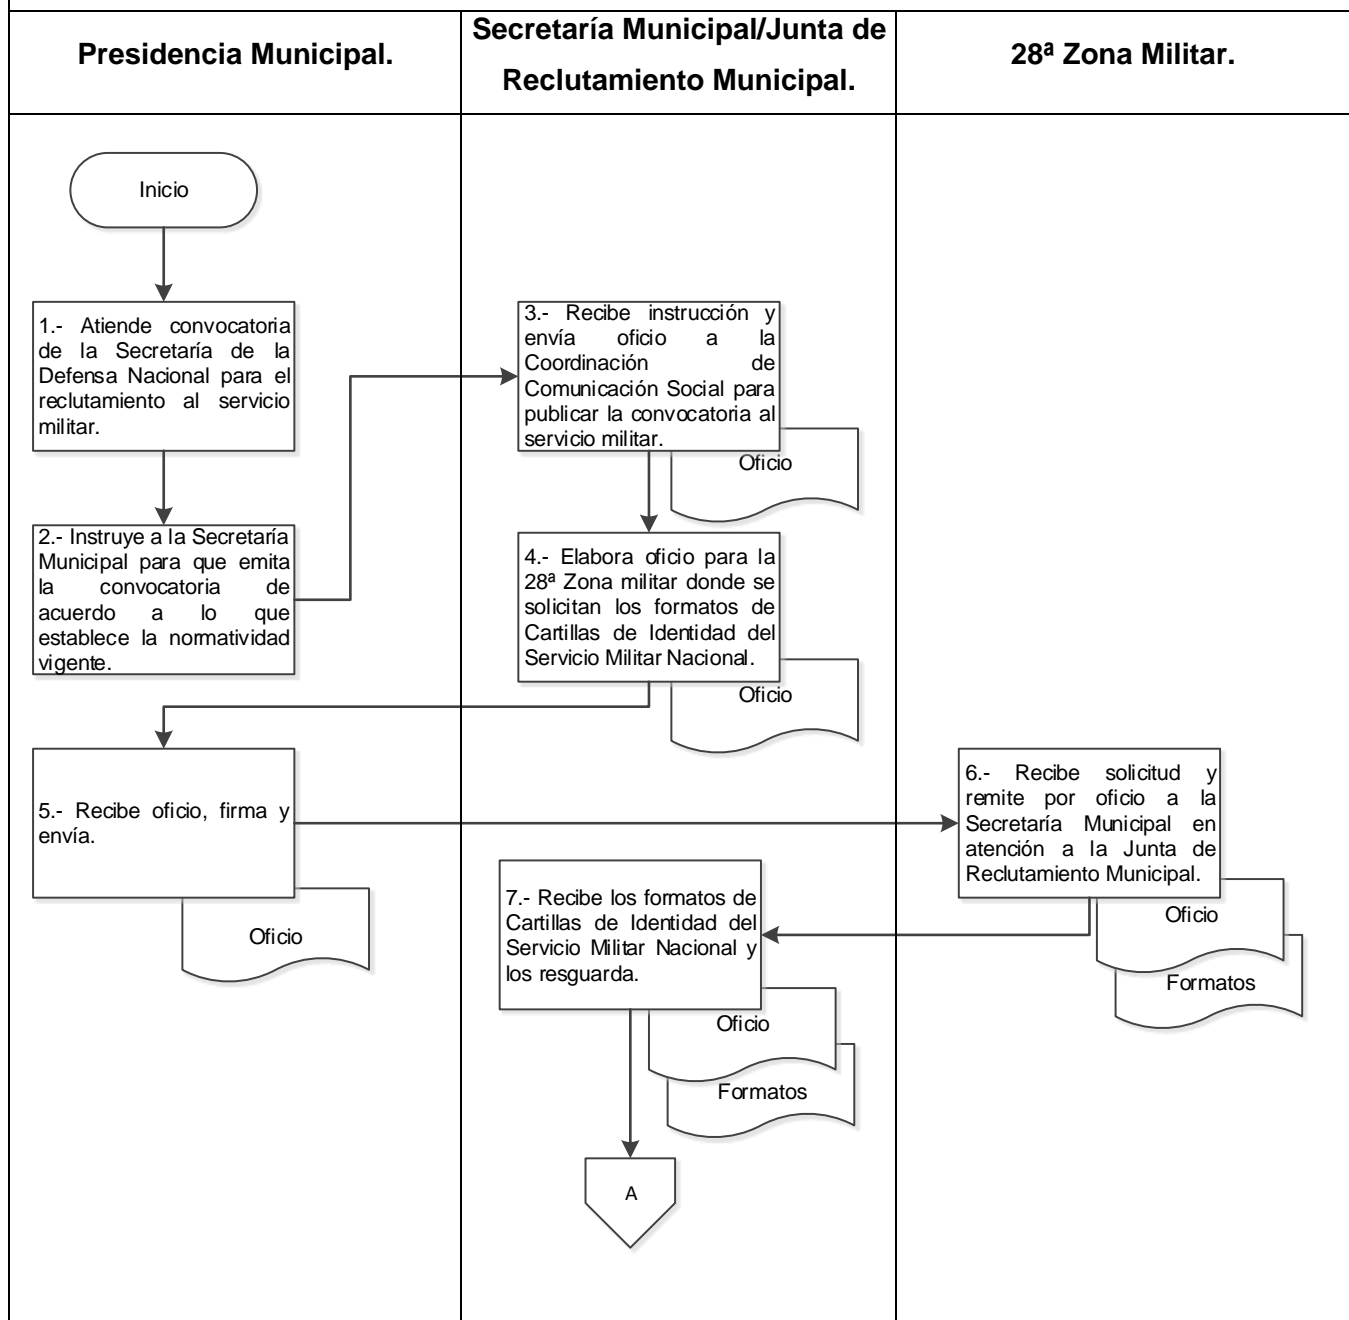 Presidencia Municipal.
Secretaría Municipal/Junta de
Reclutamiento Municipal.
28ª Zona Militar.
Inicio
1.- Atiende convocatoria
de la Secretaría de la
Defensa Nacional para el
reclutamiento al servicio
militar.
2.- Instruye a la Secretaría
Municipal para que emita
la convocatoria de
acuerdo a lo que
establece la normatividad
vigente.
3.- Recibe instrucción y
envía oficio a la
Coordinación de
Comunicación Social para
publicar la convocatoria al
servicio militar.
Oficio
4.- Elabora oficio para la
28ª Zona militar donde se
solicitan los formatos de
Cartillas de Identidad del
Servicio Militar Nacional.
Oficio
5.- Recibe oficio, firma y
envía.
Oficio
6.- Recibe solicitud y
remite por oficio a la
Secretaría Municipal en
atención a la Junta de
Reclutamiento Municipal.
Oficio
Formatos
7.- Recibe los formatos de
Cartillas de Identidad del
Servicio Militar Nacional y
los resguarda.
Oficio
Formatos
A